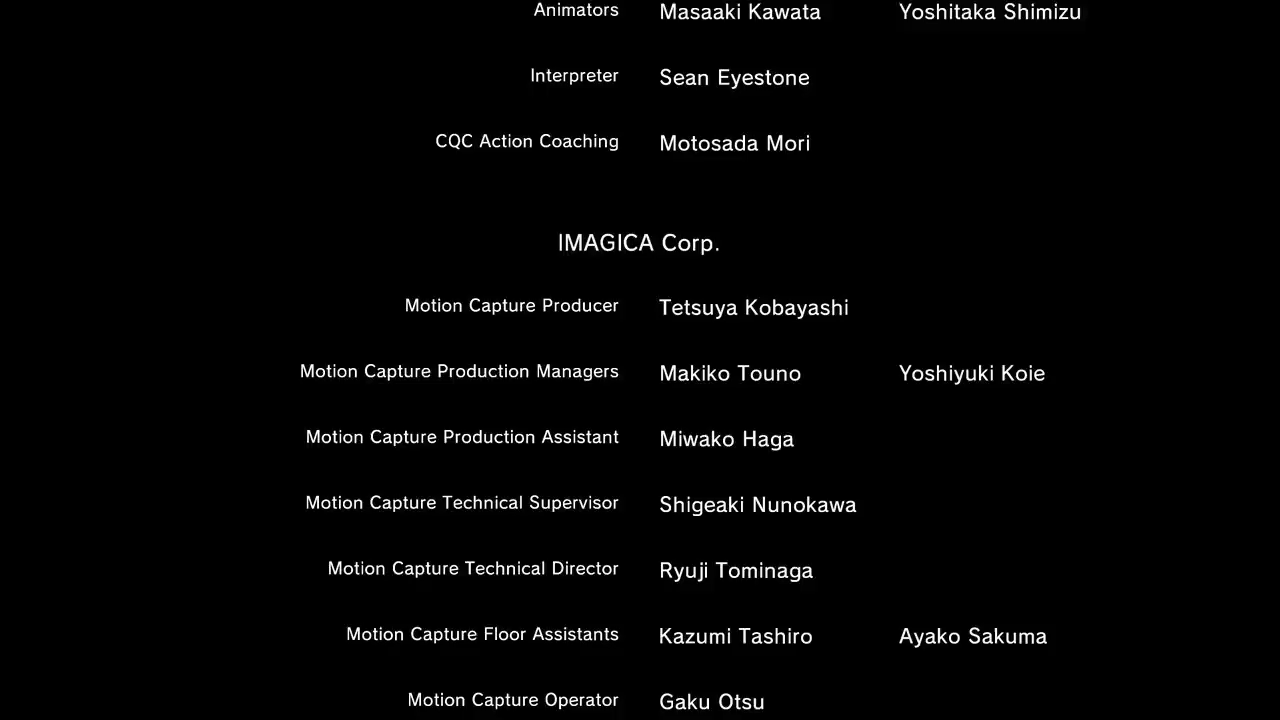 Animators Masaaki Kawata Yoshitaka Shimizu
Interpreter Sean Eyestone
CQC Action Coaching Motosada Mori
IMAGICA Corp.
Motion Capture Producer Tetsuya Kobayashi
Motion Capture Production Managers Makiko Touno Yoshiyuki Koie
Motion Capture Production Assistant Miwako Haga
Motion Capture Technical Supervisor Shigeaki Nunokawa
Motion Capture Technical Director Ryuji Tominaga
Motion Capture Floor Assistants Kazumi Tashiro Ayako Sakuma
Motion Capture Operator Gaku Otsu